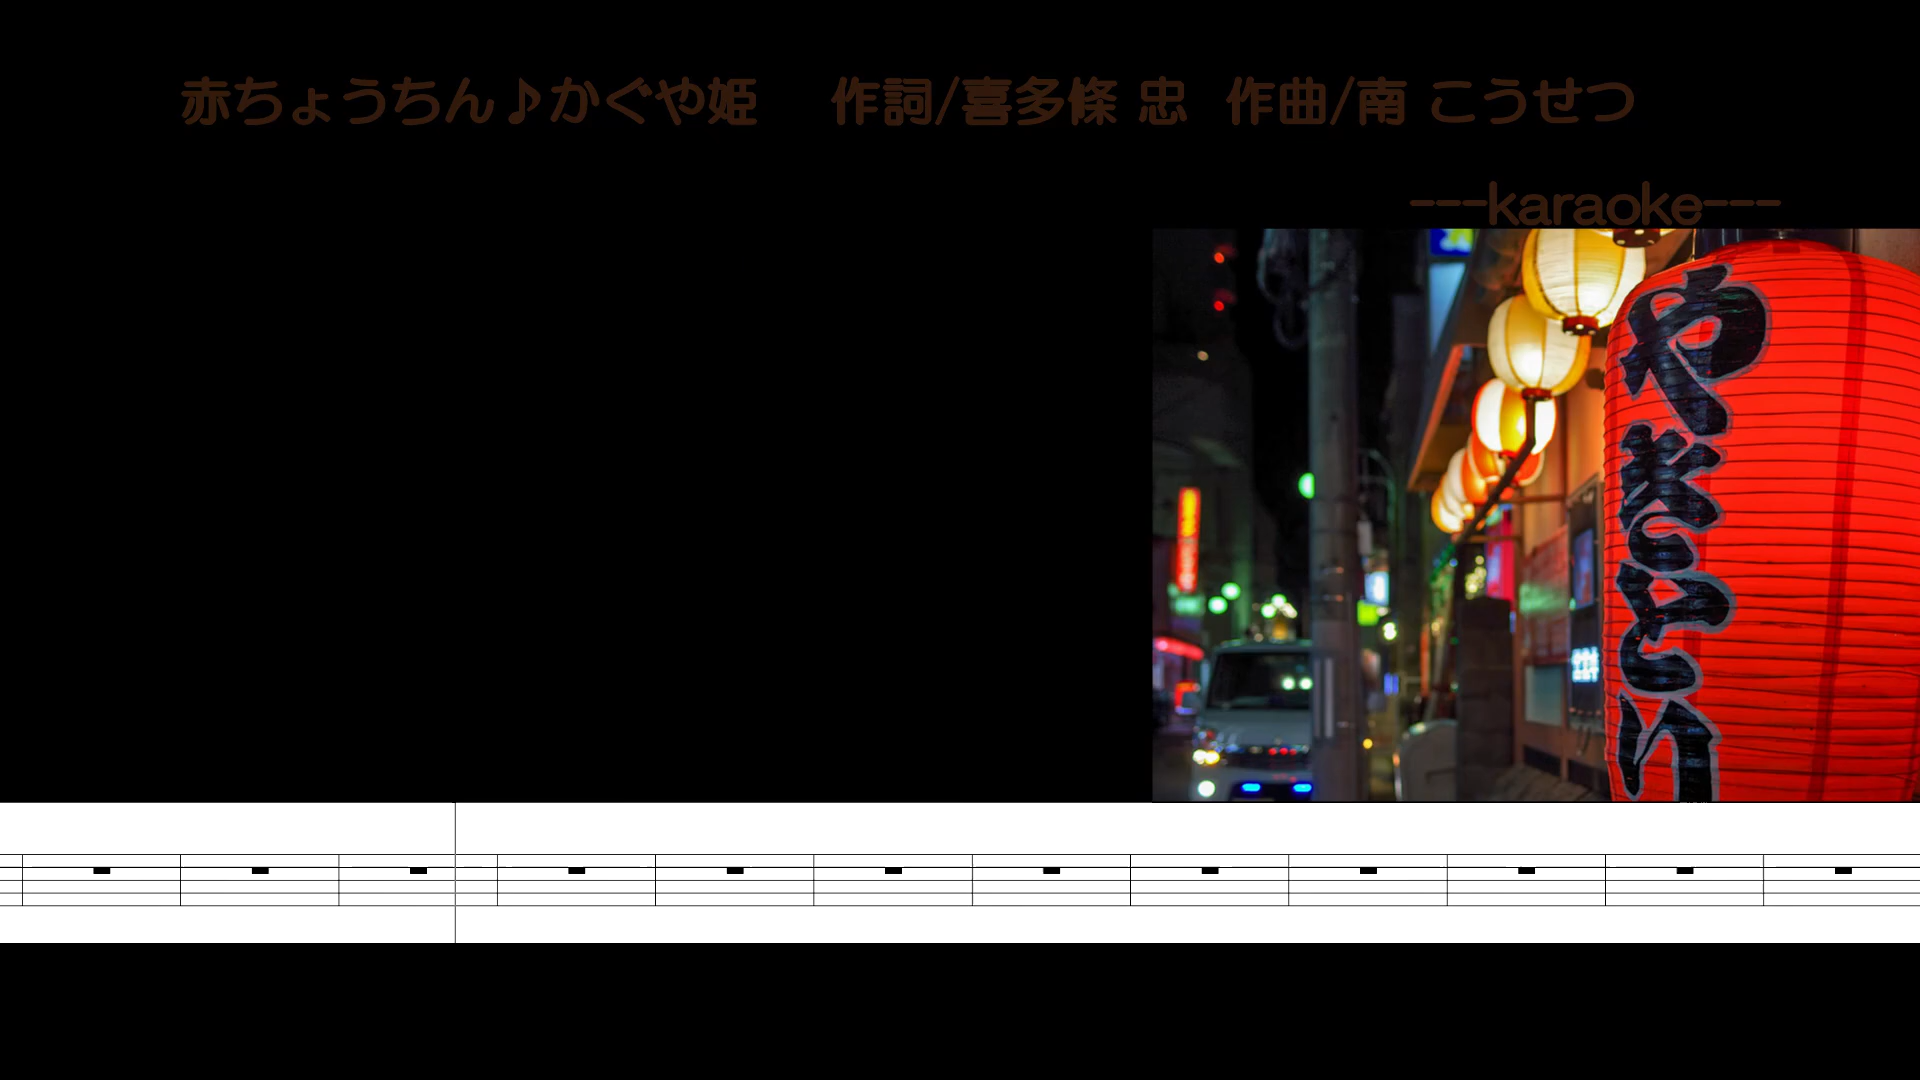 赤ちょうちん♪かぐや姫 作詞/喜多條 忠 作曲/南 こうせつ
---karaoke---
やきとり